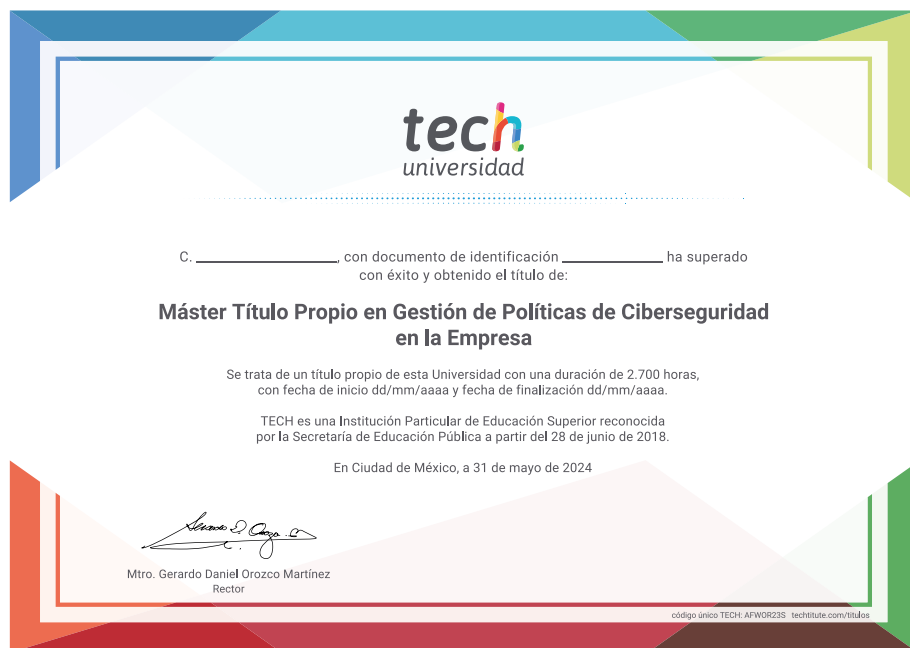 tech
universidad
C. ____________________, con documento de identificación ______________ ha superado
con éxito y obtenido el título de:
Máster Título Propio en Gestión de Políticas de Ciberseguridad
en la Empresa
Se trata de un título propio de esta Universidad con una duración de 2.700 horas,
con fecha de inicio dd/mm/aaaa y fecha de finalización dd/mm/aaaa.
TECH es una Institución Particular de Educación Superior reconocida
por la Secretaría de Educación Pública a partir del 28 de junio de 2018.
En Ciudad de México, a 31 de mayo de 2024
Mtro. Gerardo Daniel Orozco Martínez
Rector
código único TECH: AFWOR23S techtitute.com/titulos